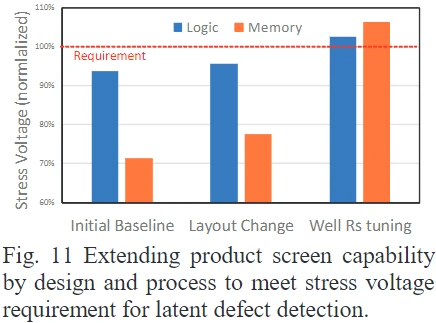 110%
Logic Memory
100%
Requirement
90%
80%
70%
60%
Stress Voltage (normlalized)
Initial Baseline Layout Change Well Rs tuning
Fig. 11 Extending product screen capability
by design and process to meet stress voltage
requirement for latent defect detection.